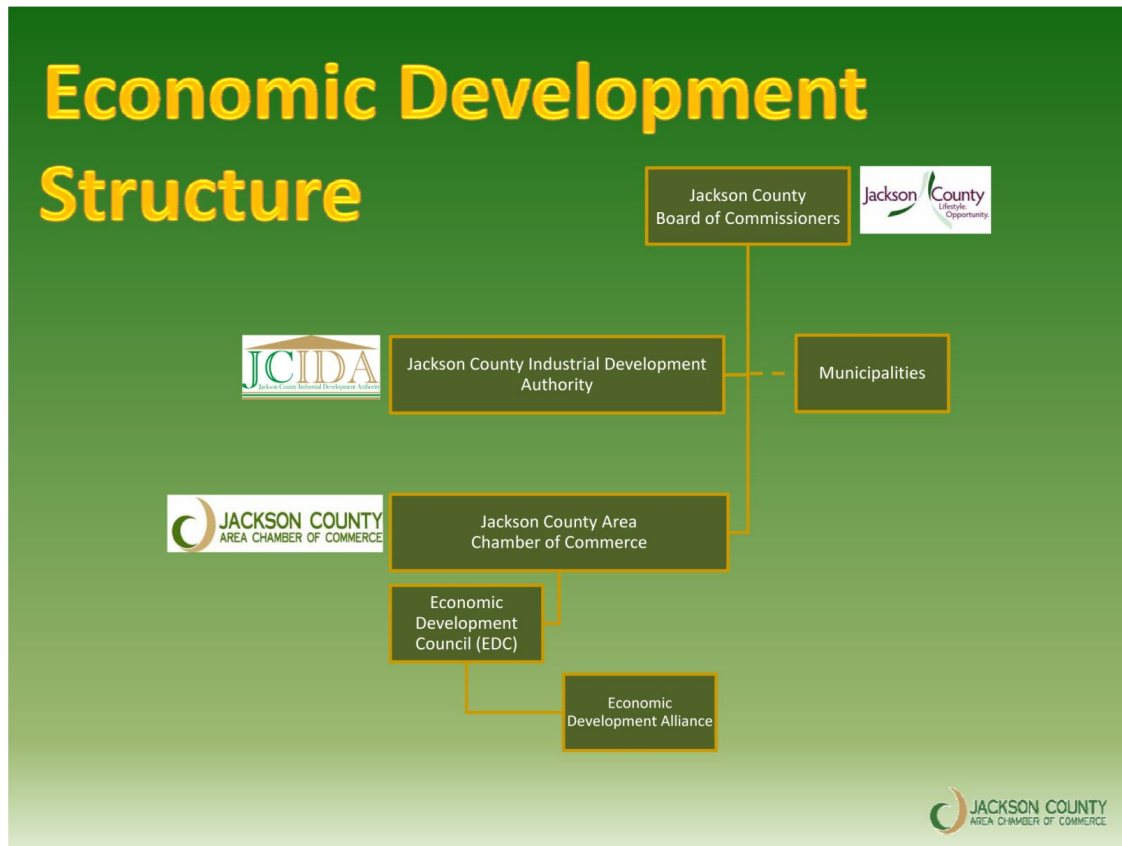 Economic Development
Structure
Jackson County
Board of Commissioners
Jackson County
Lifestyle.
Opportunity.
JCIDA
Jackson County Industrial Development Authority
Jackson County Industrial Development
Authority
Municipalities
JACKSON COUNTY
AREA CHAMBER OF COMMERCE
Jackson County Area
Chamber of Commerce
Economic
Development
Council (EDC)
Economic
Development Alliance
JACKSON COUNTY
AREA CHAMBER OF COMMERCE